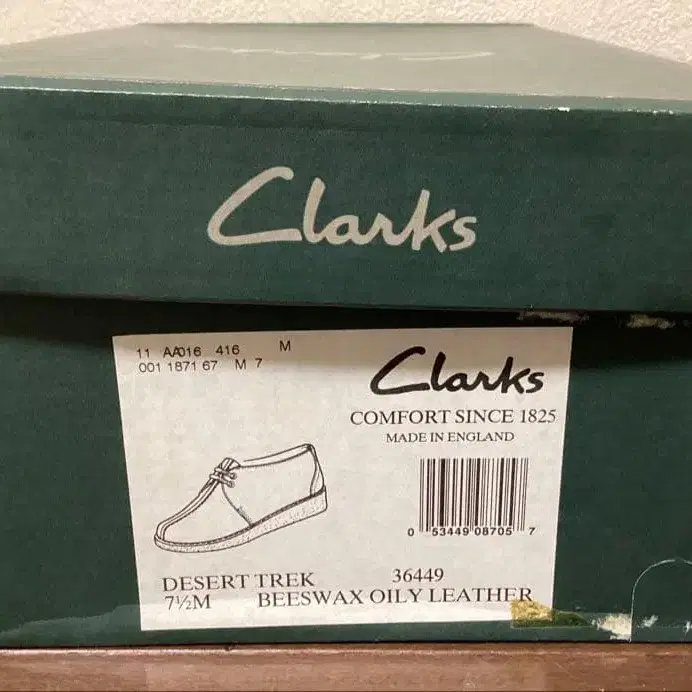 Clarks
11 AA016 416 M
001 1871 67 M 7
Clarks
COMFORT SINCE 1825
MADE IN ENGLAND
0 53449 08705 7
DESERT TREK 36449
7½M BEESWAX OILY LEATHER